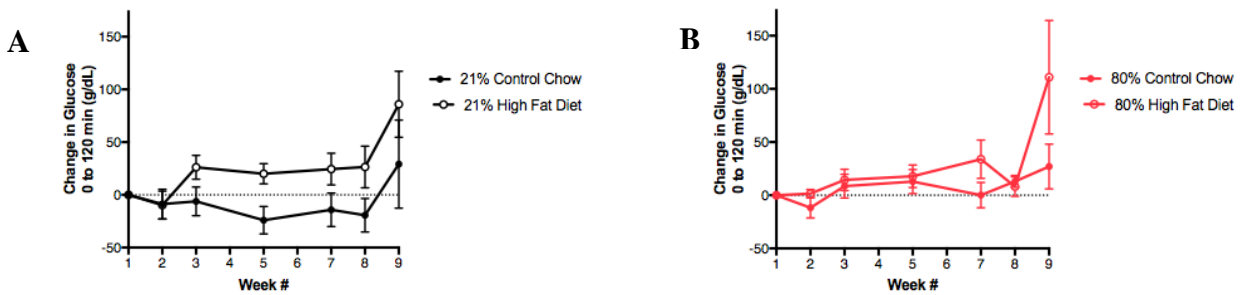 A
Change in Glucose
0 to 120 min (g/dL)
150
100
50
0
-50
1 2 3 4 5 6 7 8 9
Week #
21% Control Chow
21% High Fat Diet
B
Change in Glucose
0 to 120 min (g/dL)
150
100
50
0
-50
1 2 3 4 5 6 7 8 9
Week #
80% Control Chow
80% High Fat Diet